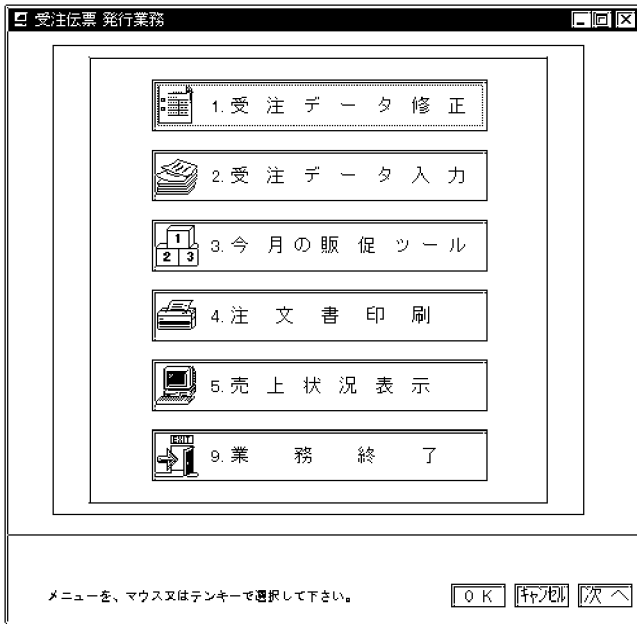 受注伝票 発行業務
1.受注データ修正
2.受注データ入力
1
2 3
3.今月の販促ツール
4.注文書印刷
5.売上状況表示
EXIT
9.業務終了
メニューを、マウス又はテンキーで選択して下さい。
OK キャンセル 次へ